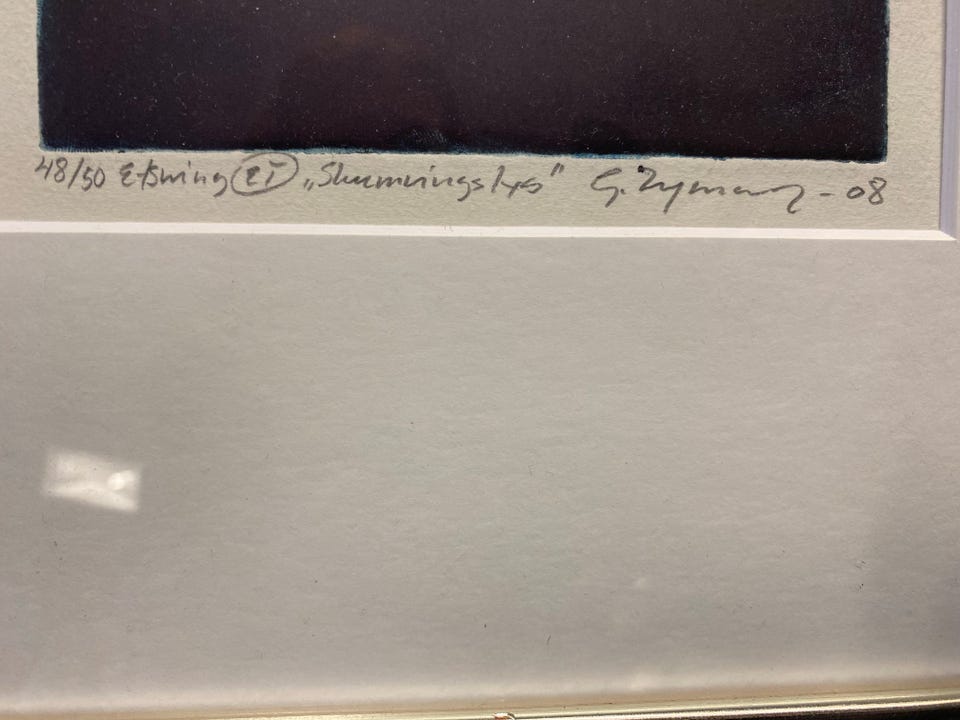 48/50 Etsning „Skumringslys” - 08